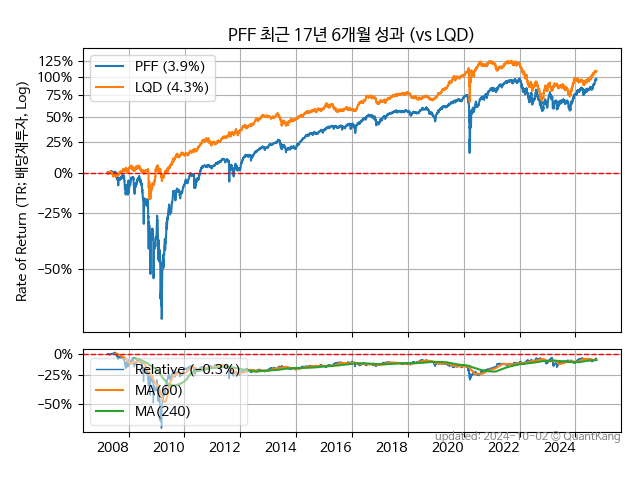 PFF 최근 17년 6개월 성과 (vs LQD)
Rate of Return (TR: 배당재투자, Log)
125%
100%
75%
50%
25%
0%
−25%
−50%
PFF (3.9%)
LQD (4.3%)
0%
−25%
−50%
Relative (−0.3%)
MA(60)
MA(240)
2008 2010 2012 2014 2016 2018 2020 2022 2024
updated: 2024-10-02 © QuantKang